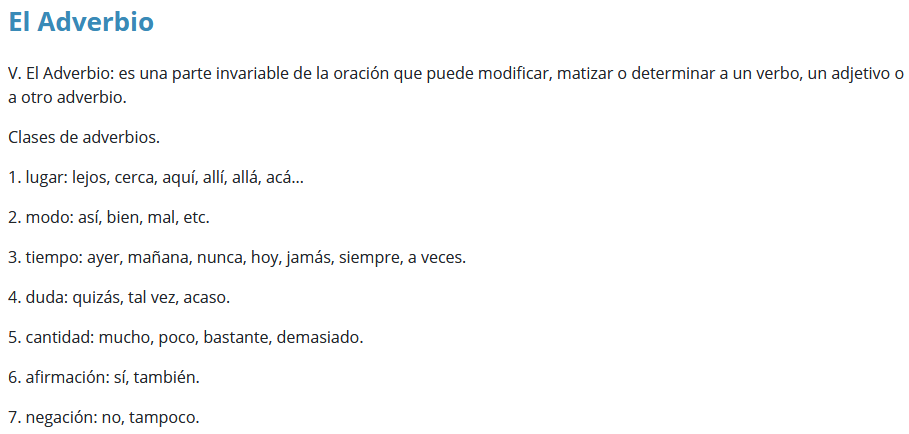 El Adverbio
V. El Adverbio: es una parte invariable de la oración que puede modificar, matizar o determinar a un verbo, un adjetivo o
a otro adverbio.
Clases de adverbios.
1. lugar: lejos, cerca, aquí, allí, allá, acá...
2. modo: así, bien, mal, etc.
3. tiempo: ayer, mañana, nunca, hoy, jamás, siempre, a veces.
4. duda: quizás, tal vez, acaso.
5. cantidad: mucho, poco, bastante, demasiado.
6. afirmación: sí, también.
7. negación: no, tampoco.